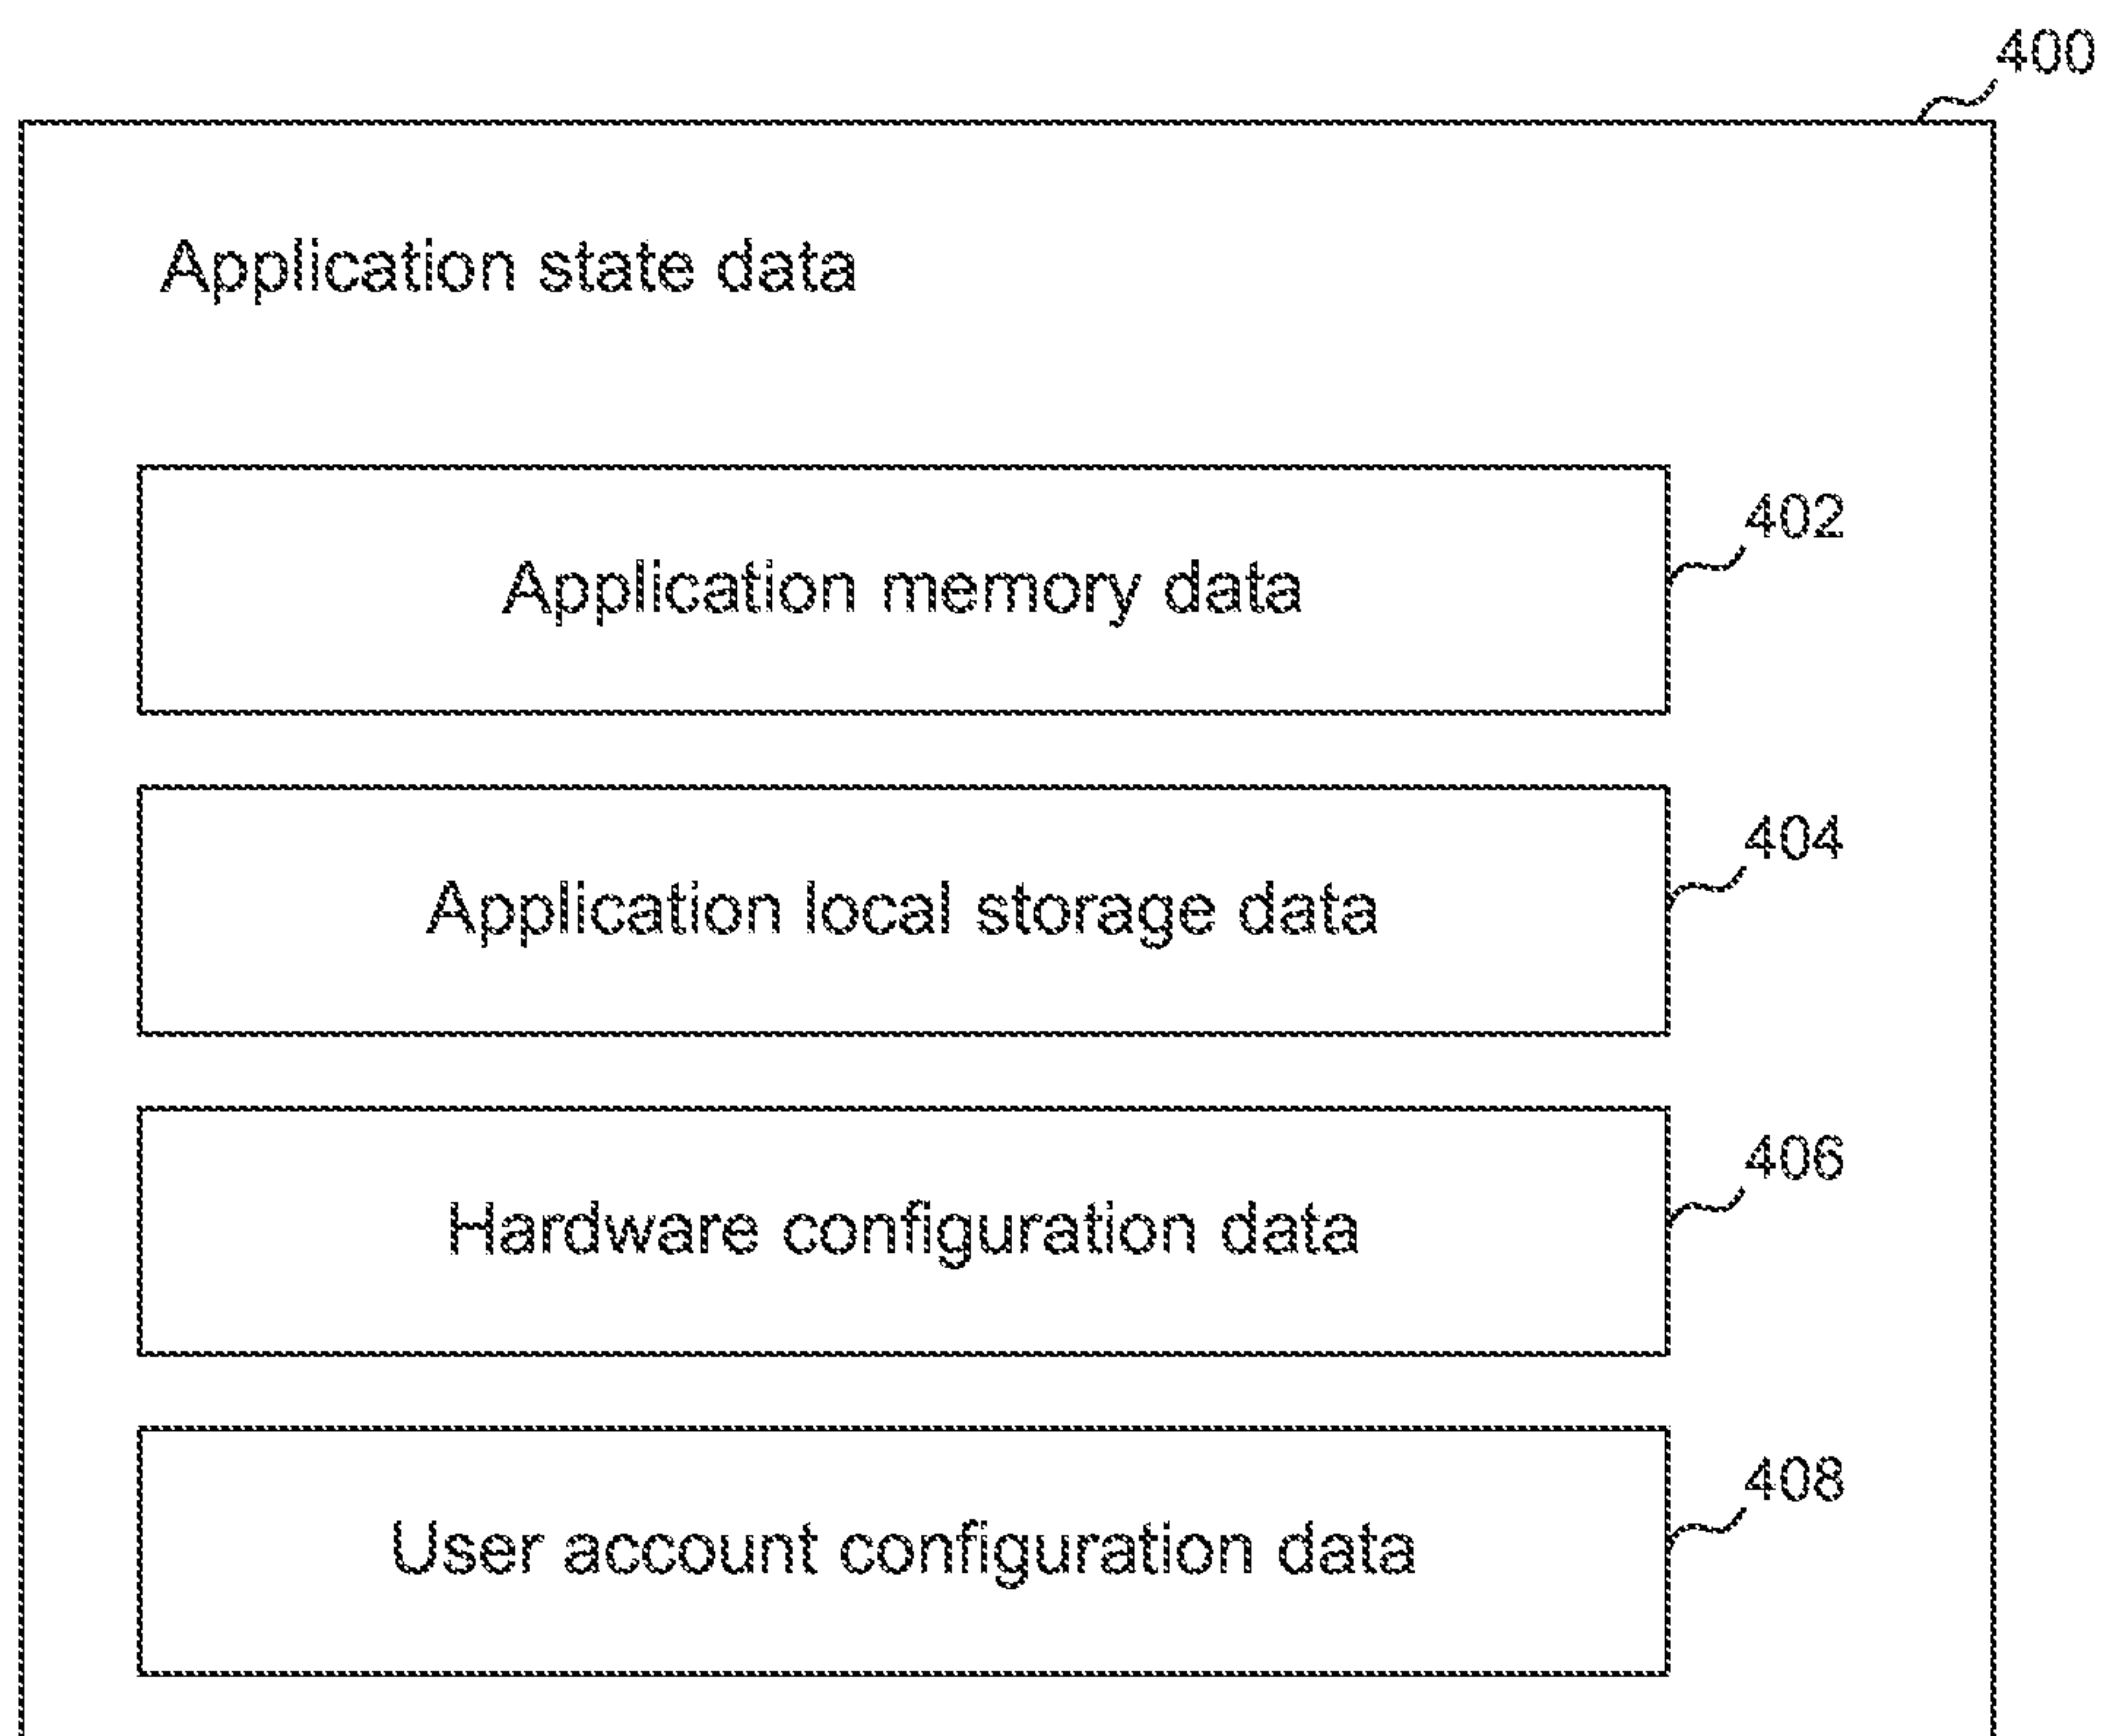 400
Application state data
Application memory data
402
Application local storage data
404
Hardware configuration data
406
User account configuration data
408